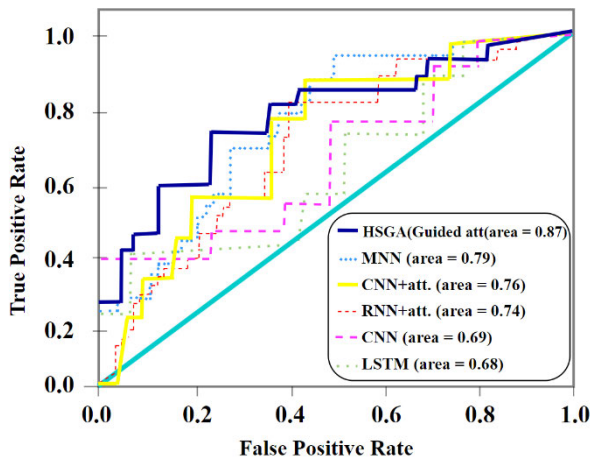 1.0
0.8
0.6
0.4
0.2
0.0
True Positive Rate
HSGA(Guided att(area = 0.87)
MNN (area = 0.79)
CNN+att. (area = 0.76)
RNN+att. (area = 0.74)
CNN (area = 0.69)
LSTM (area = 0.68)
0.0 0.2 0.4 0.6 0.8 1.0
False Positive Rate